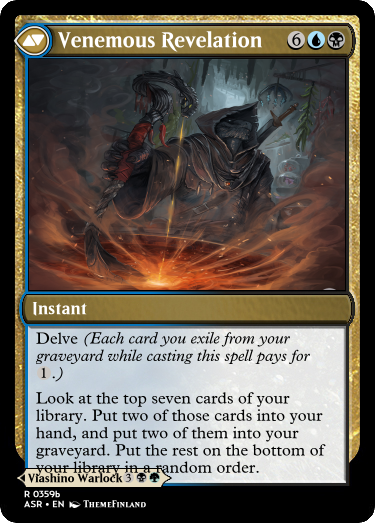 Venemous Revelation 6
Instant
Delve (Each card you exile from your
graveyard while casting this spell pays for
1 .)
Look at the top seven cards of your
library. Put two of those cards into your
hand, and put two of them into your
graveyard. Put the rest on the bottom of
your library in a random order.
Viashino Warlock 3
R 0359b
ASR • EN ThemeFinland